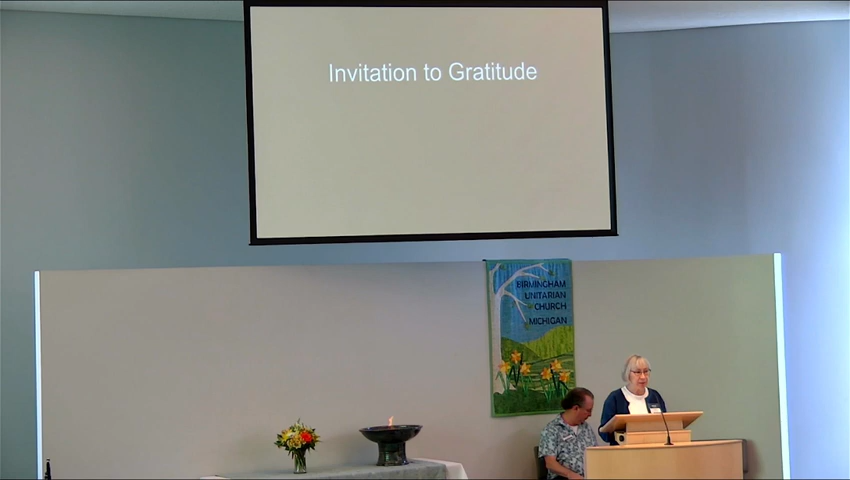 Invitation to Gratitude
BIRMINGHAM
UNITARIAN
CHURCH
MICHIGAN